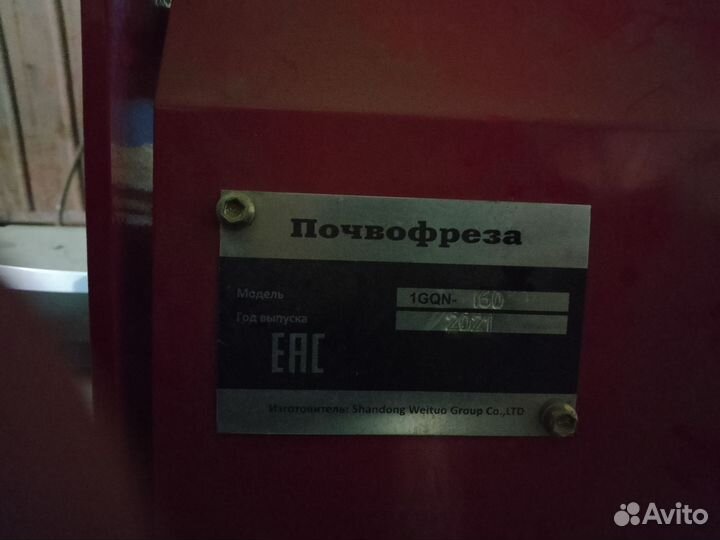 Почвофреза
Модель 1GQN- 160
Год выпуска 2021
EAC
Изготовитель: Shandong Weituo Group Co.,LTD
Avito